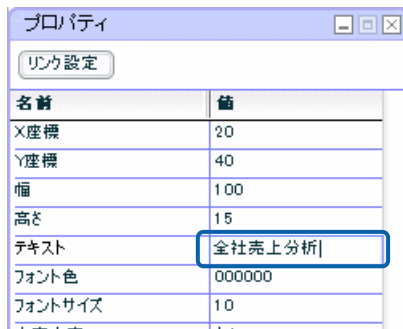 プロパティ
リンク設定
名前 値
X座標 20
Y座標 40
幅 100
高さ 15
テキスト 全社売上分析
フォント色 000000
フォントサイズ 10